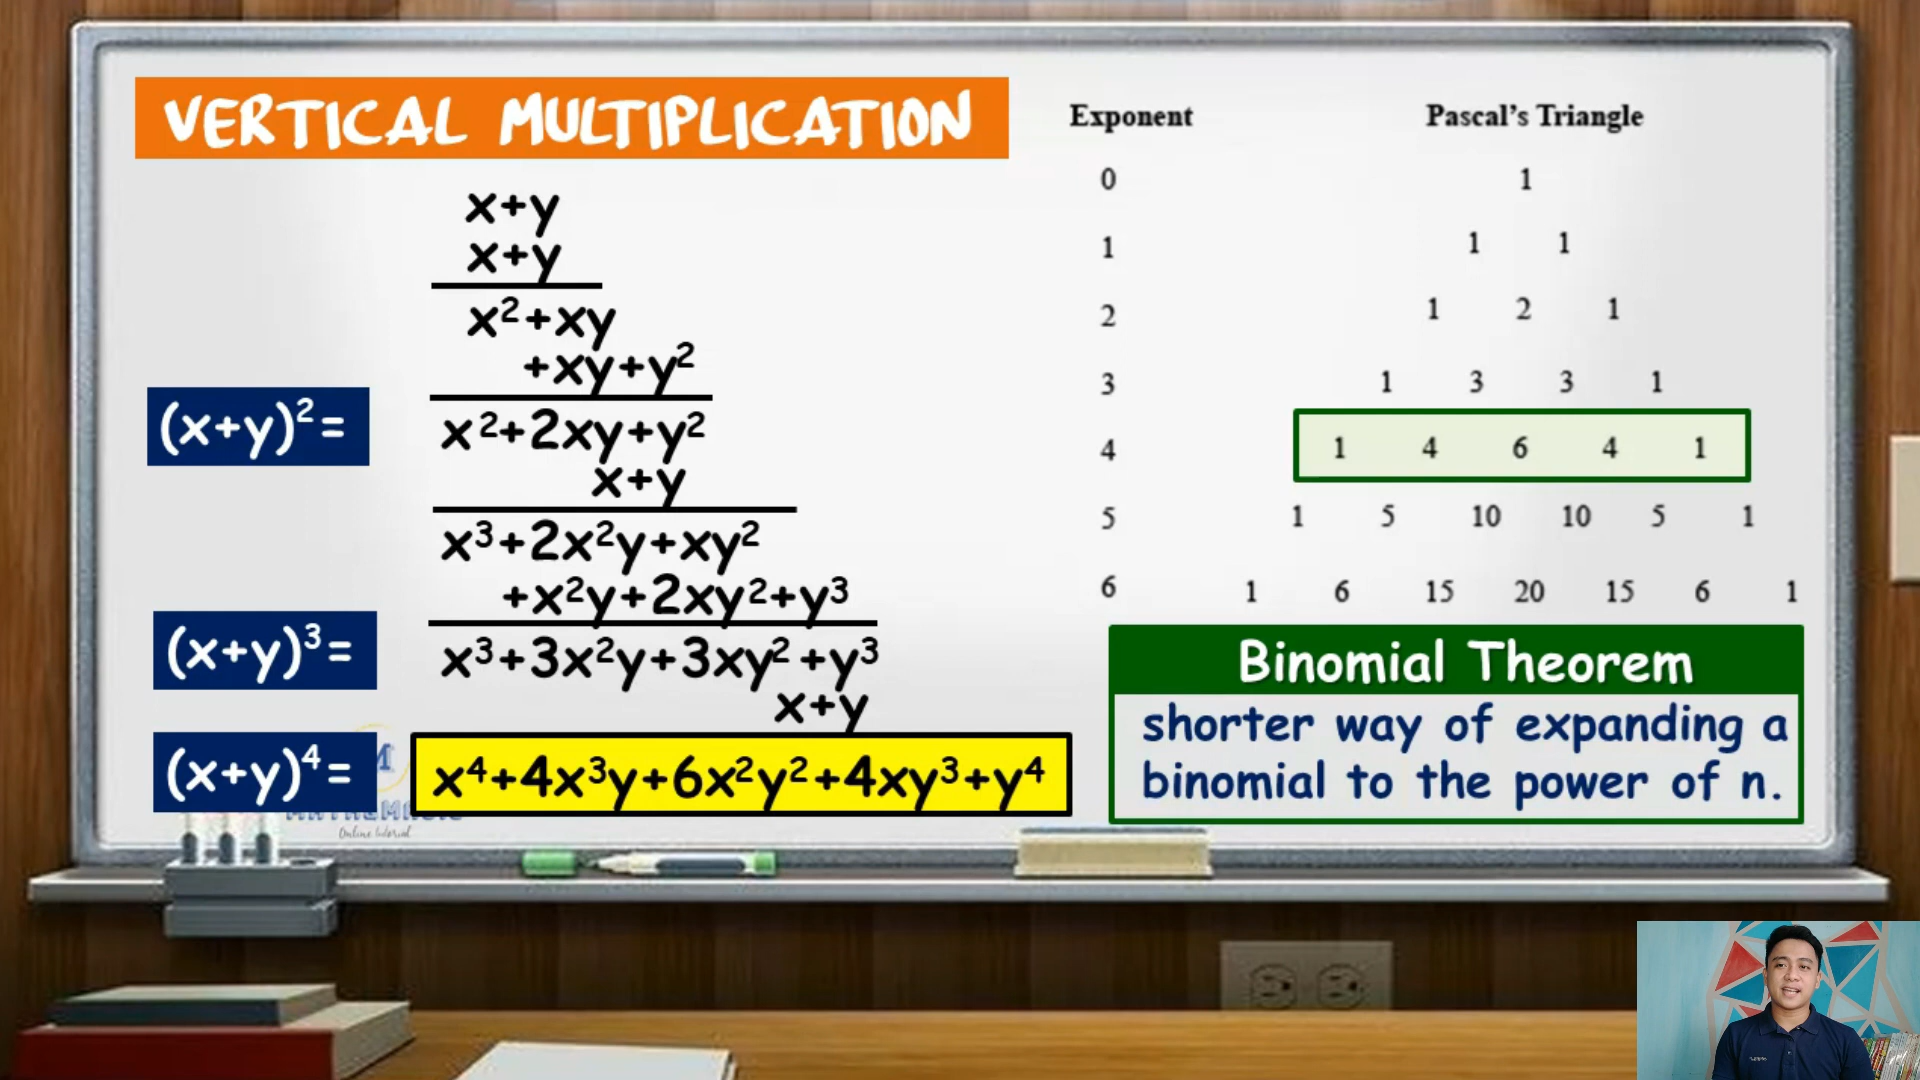 VERTICAL MULTIPLICATION
x+y
x+y
x²+xy
+xy+y²
(x+y)²=
x²+2xy+y²
x+y
x³+2x²y+xy²
+x²y+2xy²+y³
(x+y)³=
x³+3x²y+3xy²+y³
x+y
(x+y)⁴=
x⁴+4x³y+6x²y²+4xy³+y⁴
Exponent Pascal's Triangle
0 1
1 1 1
2 1 2 1
3 1 3 3 1
4 1 4 6 4 1
5 1 5 10 10 5 1
6 1 6 15 20 15 6 1
Binomial Theorem
shorter way of expanding a
binomial to the power of n.